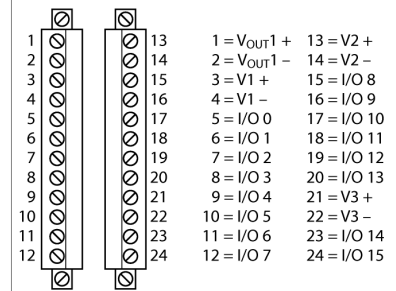 1 13 1 = VOUT1 + 13 = V2 +
2 14 2 = VOUT1 – 14 = V2 –
3 15 3 = V1 + 15 = I/O 8
4 16 4 = V1 – 16 = I/O 9
5 17 5 = I/O 0 17 = I/O 10
6 18 6 = I/O 1 18 = I/O 11
7 19 7 = I/O 2 19 = I/O 12
8 20 8 = I/O 3 20 = I/O 13
9 21 9 = I/O 4 21 = V3 +
10 22 10 = I/O 5 22 = V3 –
11 23 11 = I/O 6 23 = I/O 14
12 24 12 = I/O 7 24 = I/O 15